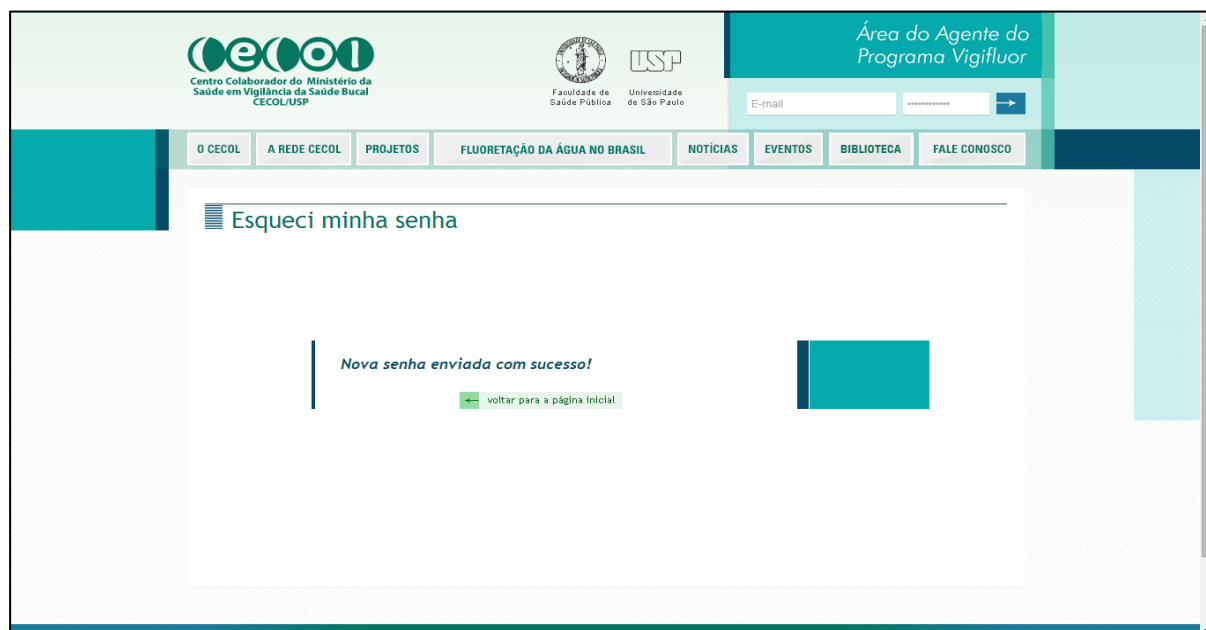 cecol
Centro Colaborador do Ministério da
Saúde em Vigilância da Saúde Bucal
CECOL/USP
Faculdade de
Saúde Pública
USP
Universidade
de São Paulo
Área do Agente do
Programa Vigifluor
E-mail
O CECOL
A REDE CECOL
PROJETOS
FLUORETAÇÃO DA ÁGUA NO BRASIL
NOTÍCIAS
EVENTOS
BIBLIOTECA
FALE CONOSCO
Esqueci minha senha
Nova senha enviada com sucesso!
voltar para a página inicial